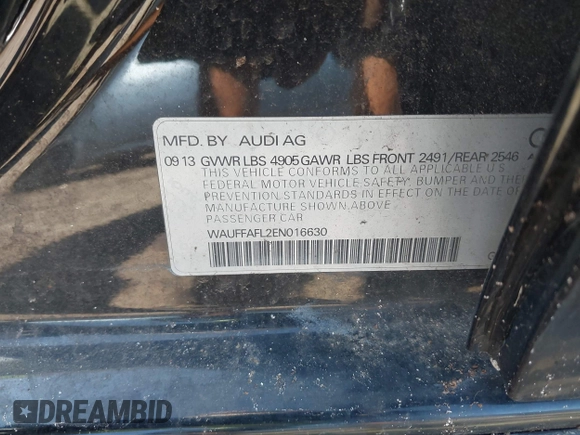 MFD. BY AUDI AG
09 13 GVWR LBS 4905 GAWR LBS FRONT 2491/REAR 2546
THIS VEHICLE CONFORMS TO ALL APPLICABLE U S
FEDERAL MOTOR VEHICLE SAFETY, BUMPER AND THE
PREVENTION STANDARDS IN EFFECT ON THE DATE O
MANUFACTURE SHOWN ABOVE
PASSENGER CAR
WAUFFAFL2EN016630
DREAMBID